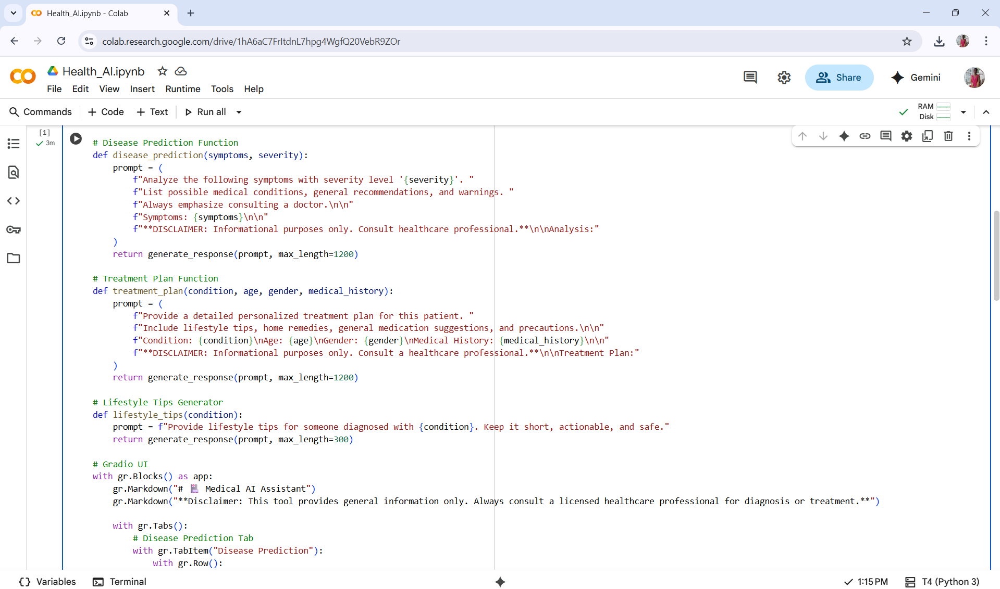 Health_AI.ipynb - Colab
colab.research.google.com/drive/1hA6aC7FrItdnL7hpg4WgfQ20VebR9ZOr
Health_AI.ipynb
File Edit View Insert Runtime Tools Help
Share
Gemini
Commands + Code + Text Run all
RAM
Disk
[1]
3m
# Disease Prediction Function
def disease_prediction(symptoms, severity):
    prompt = (
        f"Analyze the following symptoms with severity level '{severity}'. "
        f"List possible medical conditions, general recommendations, and warnings. "
        f"Always emphasize consulting a doctor.\n\n"
        f"Symptoms: {symptoms}\n\n"
        f"**DISCLAIMER: Informational purposes only. Consult healthcare professional.**\n\nAnalysis:"
    )
    return generate_response(prompt, max_length=1200)
# Treatment Plan Function
def treatment_plan(condition, age, gender, medical_history):
    prompt = (
        f"Provide a detailed personalized treatment plan for this patient. "
        f"Include lifestyle tips, home remedies, general medication suggestions, and precautions.\n\n"
        f"Condition: {condition}\nAge: {age}\nGender: {gender}\nMedical History: {medical_history}\n\n"
        f"**DISCLAIMER: Informational purposes only. Consult a healthcare professional.**\n\nTreatment Plan:"
    )
    return generate_response(prompt, max_length=1200)
# Lifestyle Tips Generator
def lifestyle_tips(condition):
    prompt = f"Provide lifestyle tips for someone diagnosed with {condition}. Keep it short, actionable, and safe."
    return generate_response(prompt, max_length=300)
# Gradio UI
with gr.Blocks() as app:
    gr.Markdown("# Medical AI Assistant")
    gr.Markdown("**Disclaimer: This tool provides general information only. Always consult a licensed healthcare professional for diagnosis or treatment.**")
    with gr.Tabs():
        # Disease Prediction Tab
        with gr.TabItem("Disease Prediction"):
            with gr.Row():
Variables Terminal
1:15 PM
T4 (Python 3)